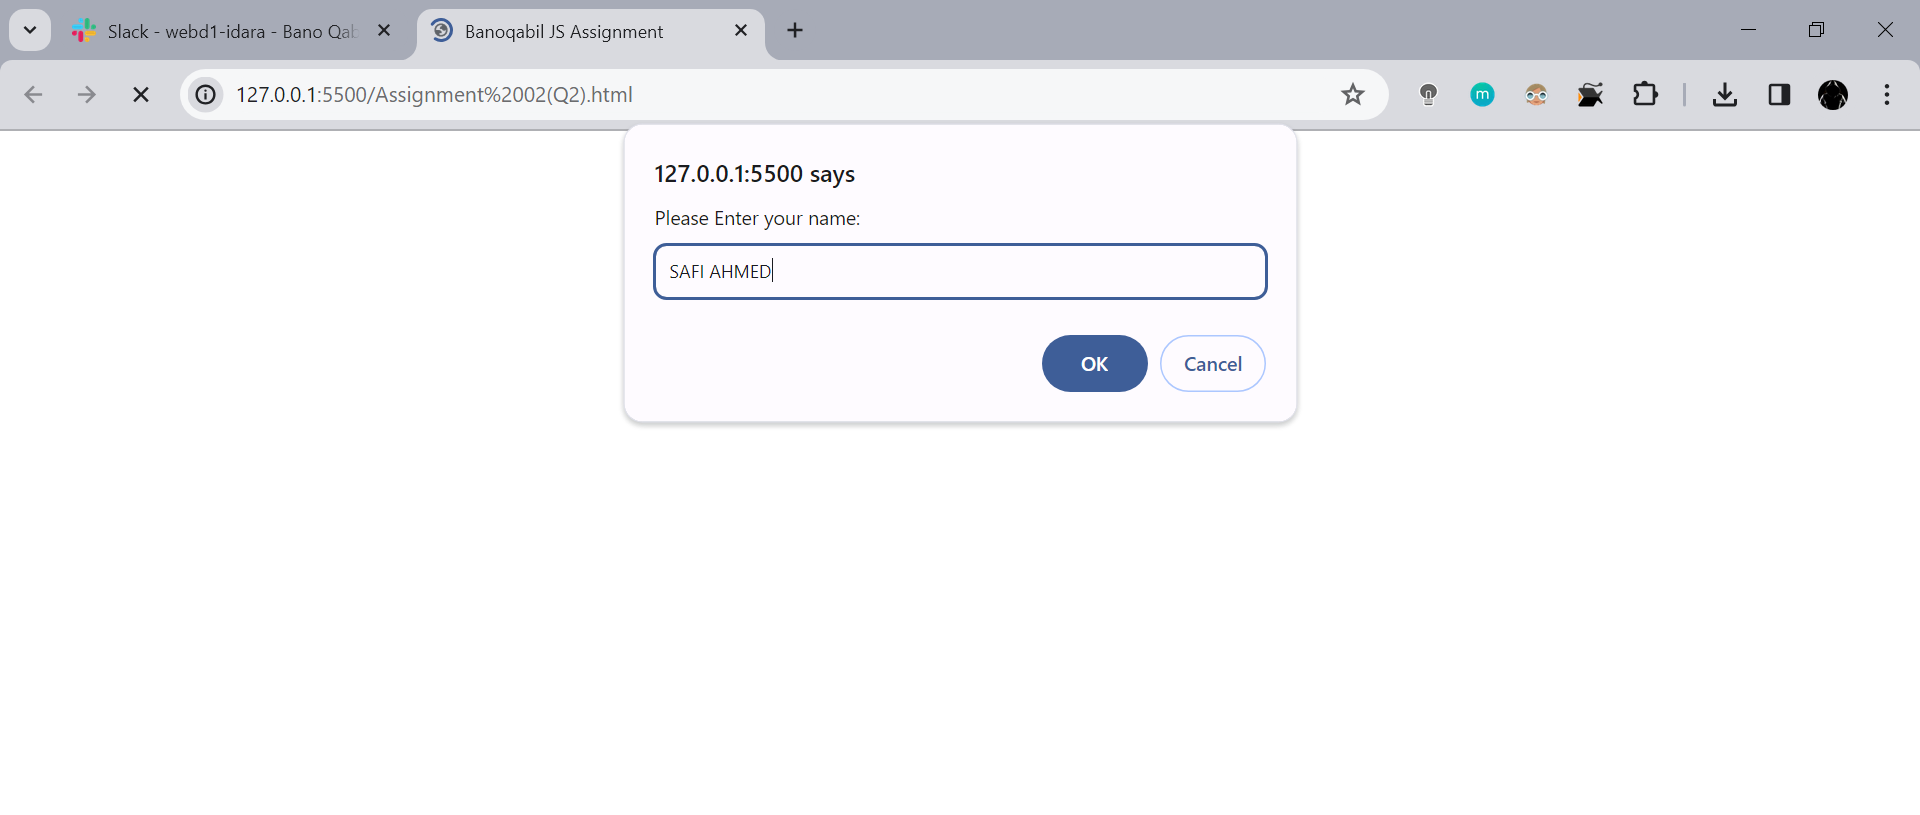 Slack - webd1-idara - Bano Qab
Banoqabil JS Assignment
127.0.0.1:5500/Assignment%2002(Q2).html
m
127.0.0.1:5500 says
Please Enter your name:
SAFI AHMED
OK
Cancel